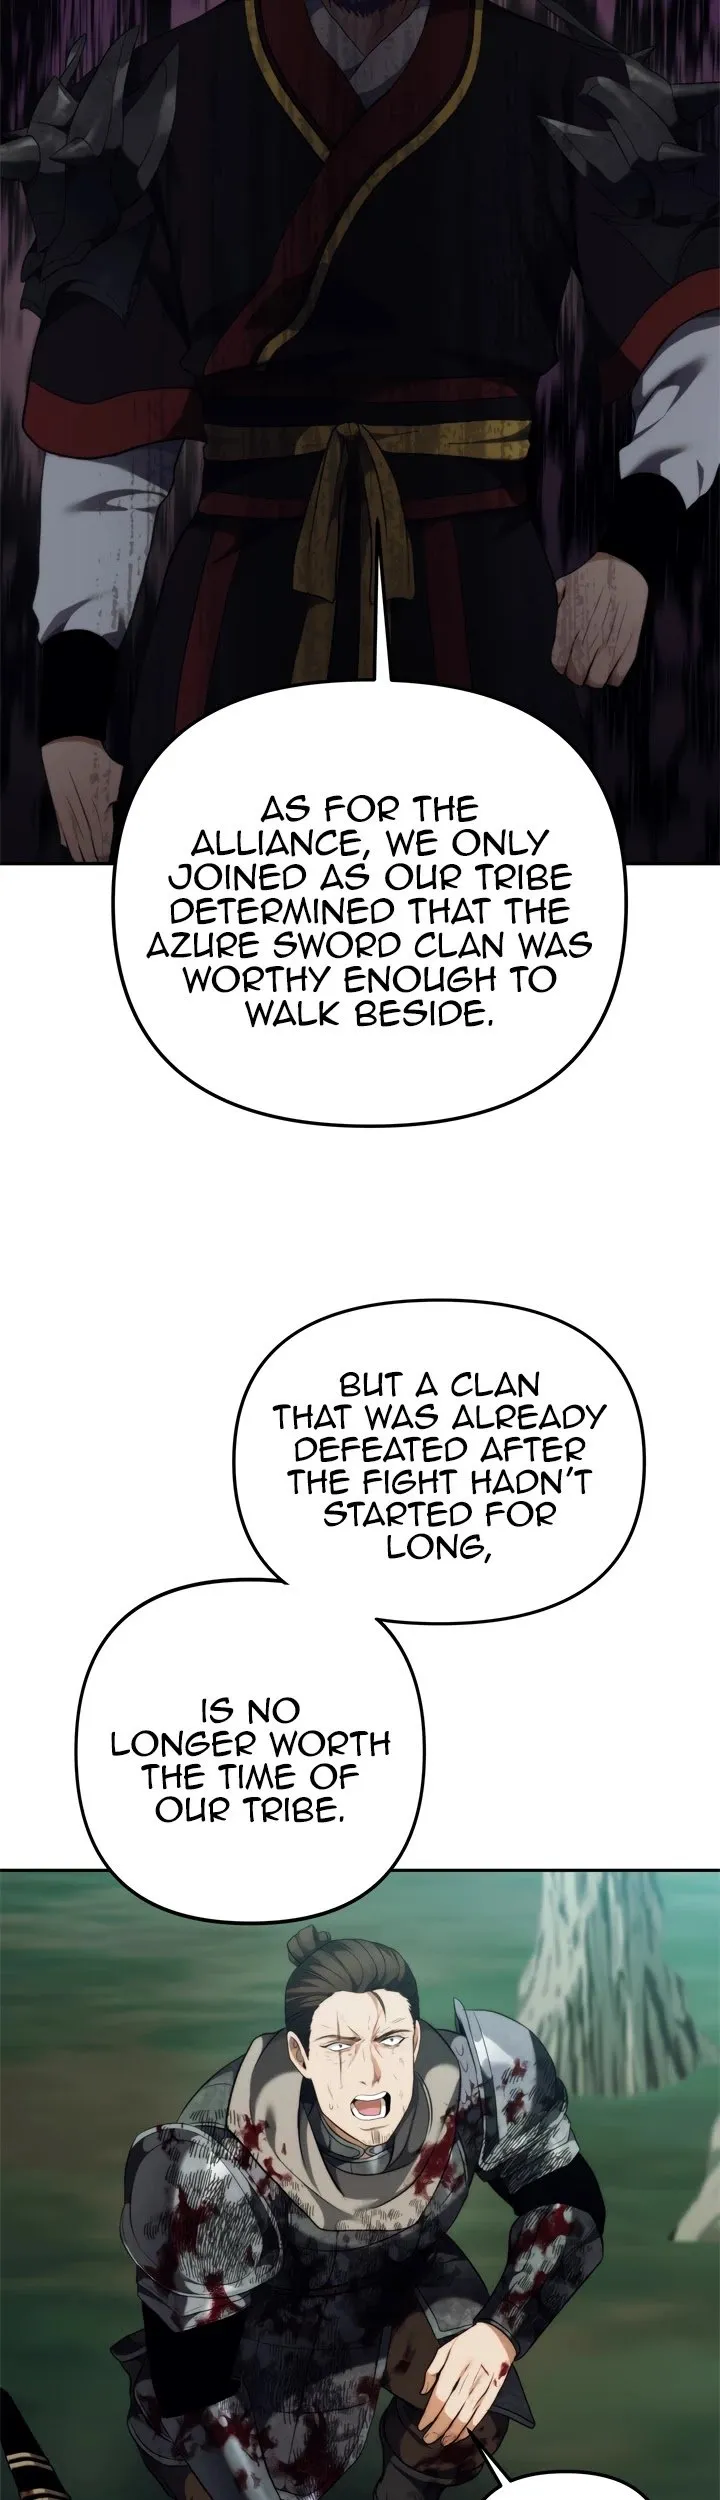 AS FOR THE
ALLIANCE, WE ONLY
JOINED AS OUR TRIBE
DETERMINED THAT THE
AZURE SWORD CLAN WAS
WORTHY ENOUGH TO
WALK BESIDE.
BUT A CLAN
THAT WAS ALREADY
DEFEATED AFTER
THE FIGHT HADN'T
STARTED FOR
LONG,
IS NO
LONGER WORTH
THE TIME OF
OUR TRIBE.